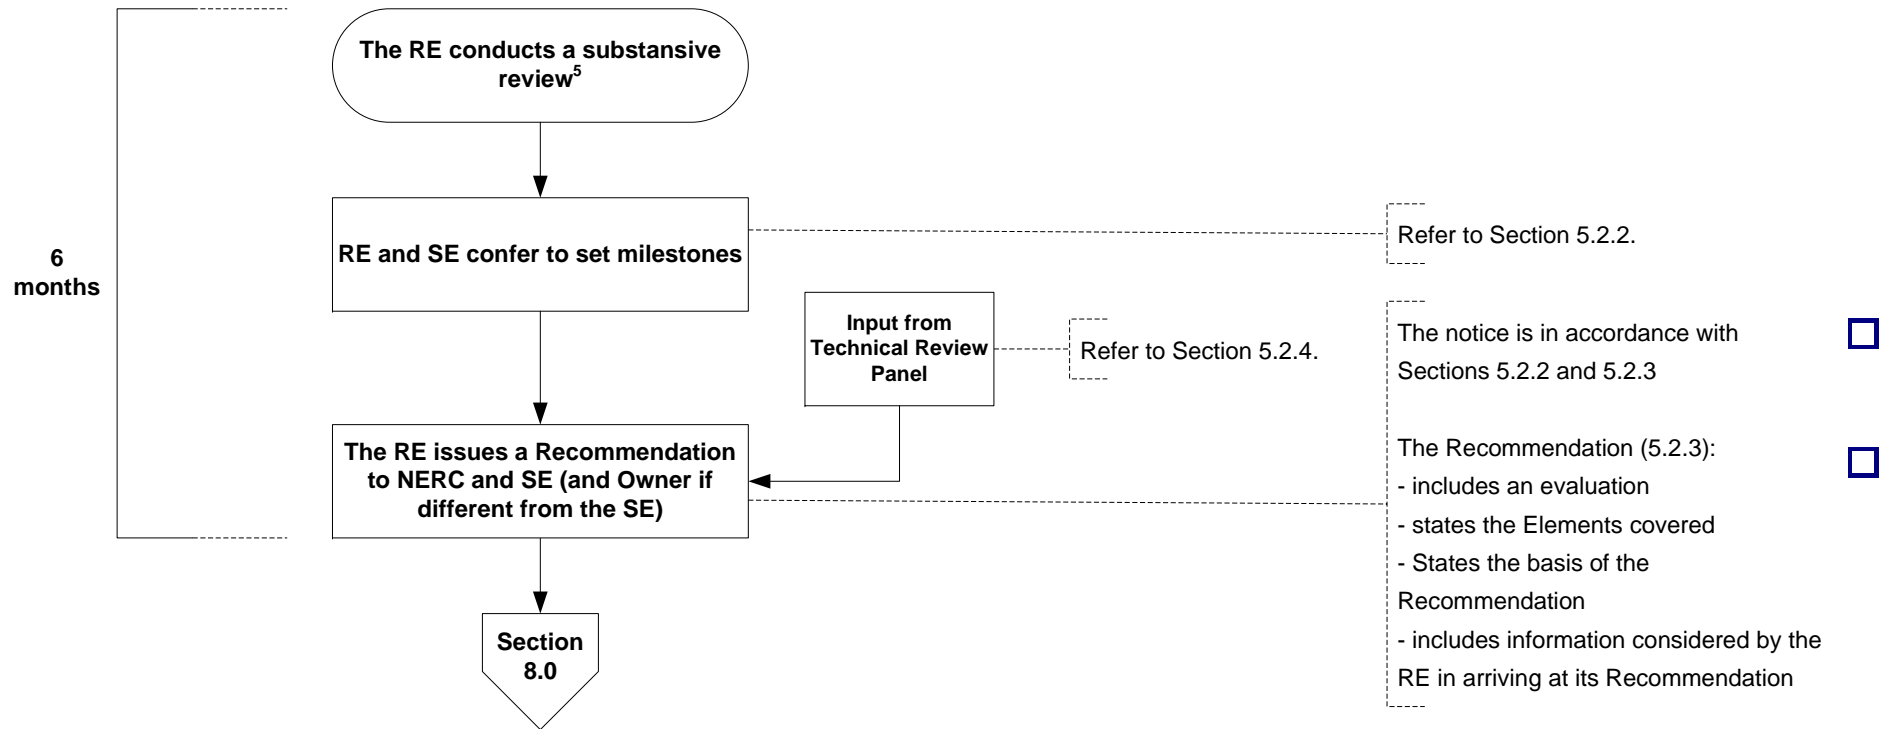 The RE conducts a substansive
review5
6
months
RE and SE confer to set milestones
Refer to Section 5.2.2.
Input from
Technical Review
Panel
Refer to Section 5.2.4.
The RE issues a Recommendation
to NERC and SE (and Owner if
different from the SE)
The notice is in accordance with
Sections 5.2.2 and 5.2.3
The Recommendation (5.2.3):
- includes an evaluation
- states the Elements covered
- States the basis of the
Recommendation
- includes information considered by the
RE in arriving at its Recommendation
Section
8.0